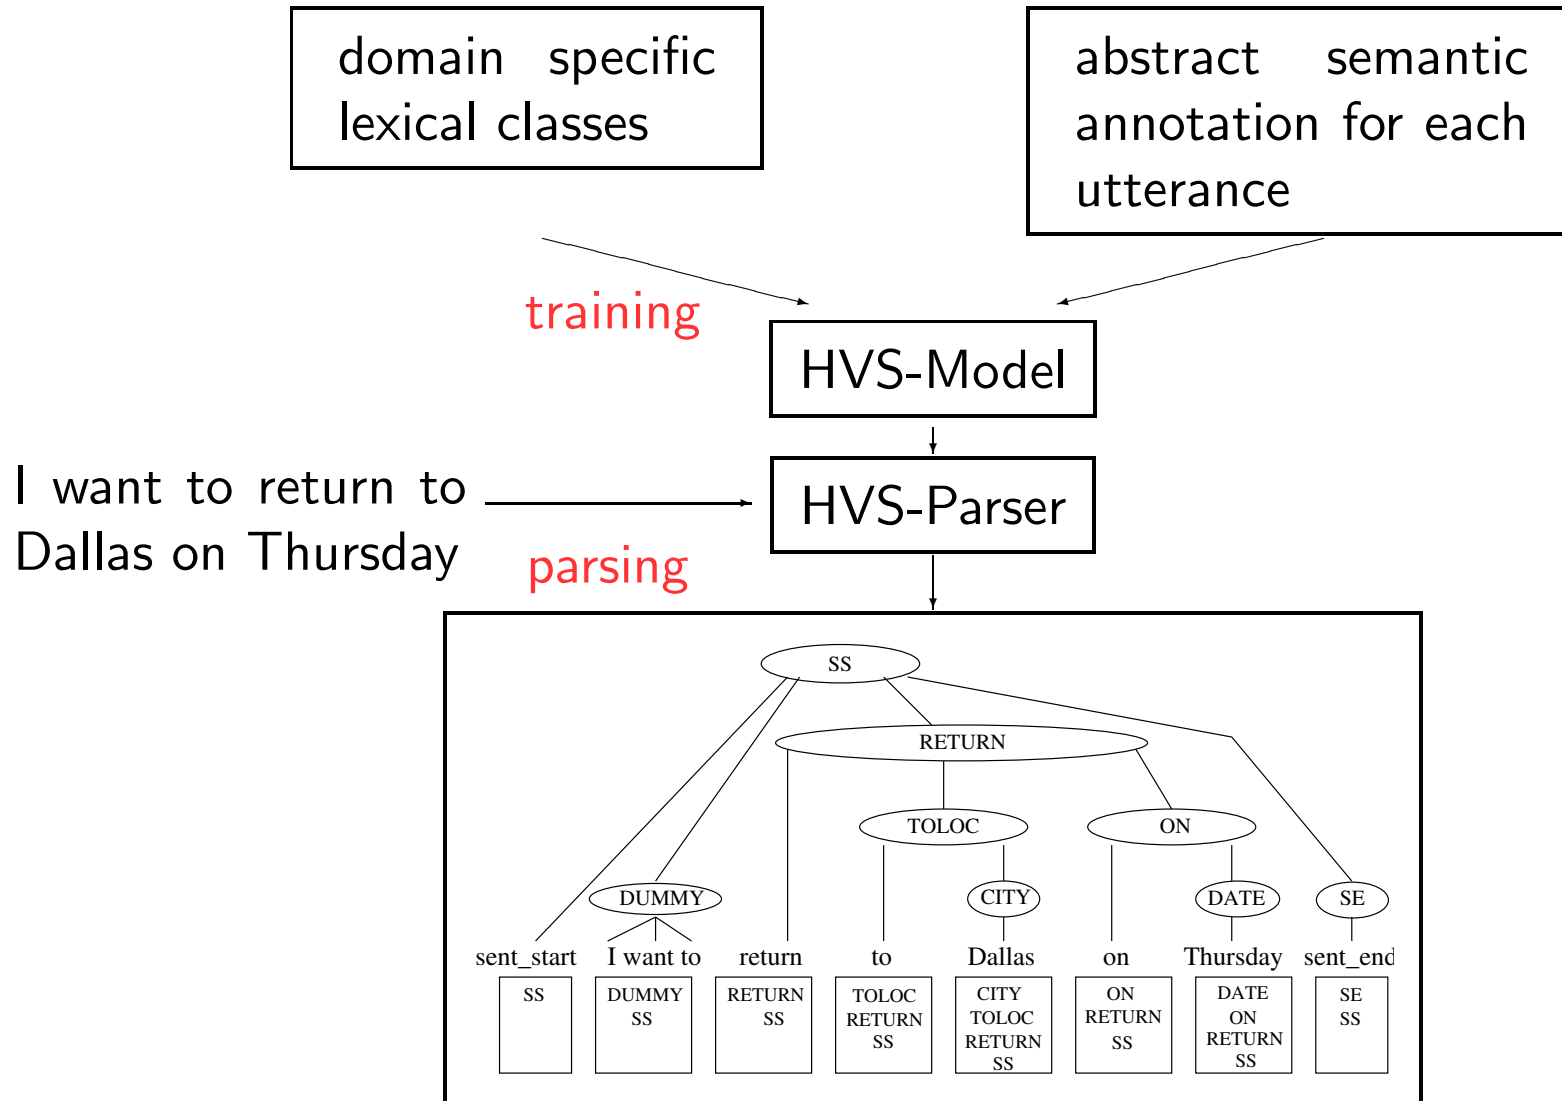 domain specific
lexical classes
abstract semantic
annotation for each
utterance
training
HVS-Model
I want to return to
Dallas on Thursday
HVS-Parser
parsing
SS
RETURN
TOLOC ON
DUMMY CITY DATE SE
sent_start I want to return to Dallas on Thursday sent_end
SS
DUMMY
SS
RETURN
SS
TOLOC
RETURN
SS
CITY
TOLOC
RETURN
SS
ON
RETURN
SS
DATE
ON
RETURN
SS
SE
SS